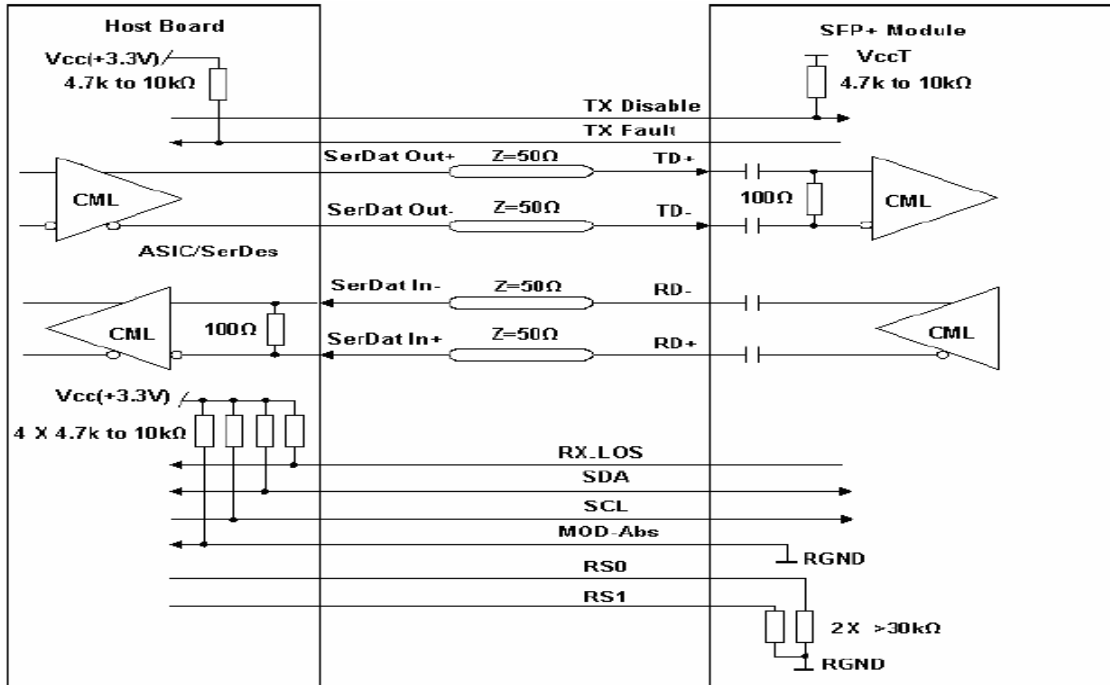 Host Board
SFP+ Module
Vcc(+3.3V)
4.7k to 10kΩ
VccT
4.7k to 10kΩ
TX Disable
TX Fault
SerDat Out+
Z=50Ω
TD+
CML
100Ω
CML
SerDat Out-
Z=50Ω
TD-
ASIC/SerDes
SerDat In-
Z=50Ω
RD-
CML
100Ω
CML
SerDat In+
Z=50Ω
RD+
Vcc(+3.3V)
4 X 4.7k to 10kΩ
RX_LOS
SDA
SCL
MOD-Abs
RGND
RS0
RS1
2X >30kΩ
RGND